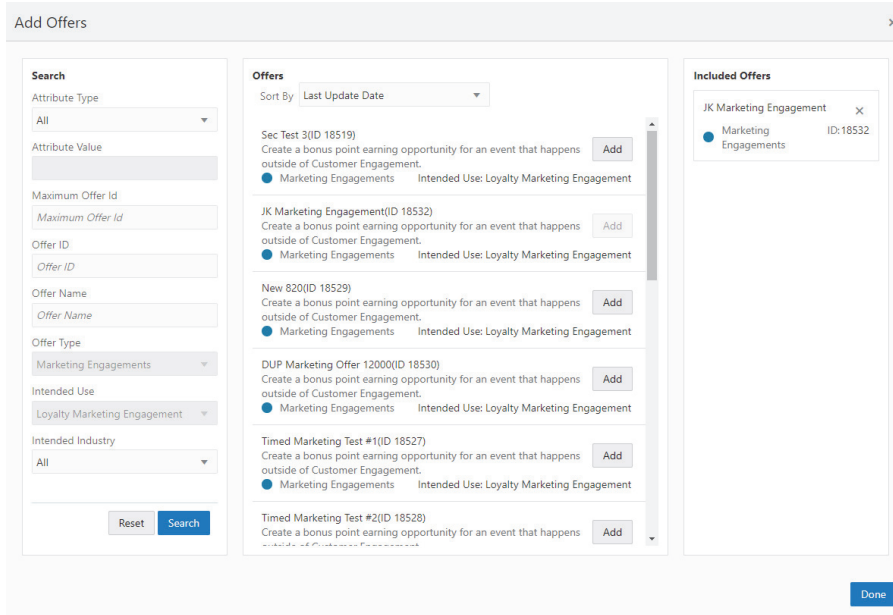 Add Offers
Search
Attribute Type
All
Attribute Value
Maximum Offer Id
Maximum Offer Id
Offer ID
Offer ID
Offer Name
Offer Name
Offer Type
Marketing Engagements
Intended Use
Loyalty Marketing Engagement
Intended Industry
All
Reset Search
Offers
Sort By Last Update Date
Sec Test 3(ID 18519)
Create a bonus point earning opportunity for an event that happens
outside of Customer Engagement.
Marketing Engagements Intended Use: Loyalty Marketing Engagement
Add
JK Marketing Engagement(ID 18532)
Create a bonus point earning opportunity for an event that happens
outside of Customer Engagement.
Marketing Engagements Intended Use: Loyalty Marketing Engagement
Add
New 820(ID 18529)
Create a bonus point earning opportunity for an event that happens
outside of Customer Engagement.
Marketing Engagements Intended Use: Loyalty Marketing Engagement
Add
DUP Marketing Offer 12000(ID 18530)
Create a bonus point earning opportunity for an event that happens
outside of Customer Engagement.
Marketing Engagements Intended Use: Loyalty Marketing Engagement
Add
Timed Marketing Test #1(ID 18527)
Create a bonus point earning opportunity for an event that happens
outside of Customer Engagement.
Marketing Engagements Intended Use: Loyalty Marketing Engagement
Add
Timed Marketing Test #2(ID 18528)
Create a bonus point earning opportunity for an event that happens
outside of Customer Engagement.
Add
Included Offers
JK Marketing Engagement
Marketing ID:18532
Engagements
Done